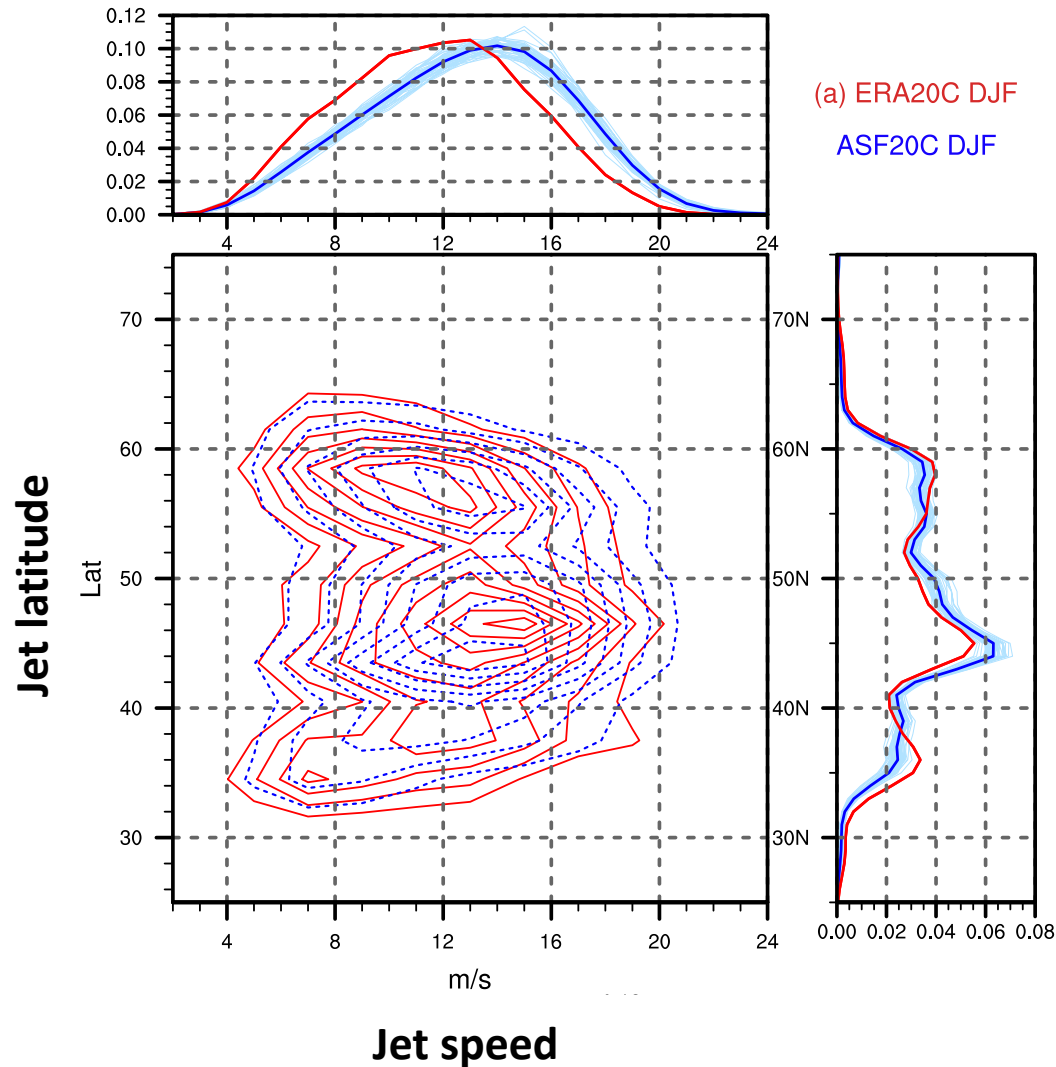 0.12
0.10
0.08
0.06
0.04
0.02
0.00
4 8 12 16 20 24
(a) ERA20C DJF
ASF20C DJF
Jet latitude
Lat
70
60
50
40
30
4 8 12 16 20 24
m/s
70N
60N
50N
40N
30N
0.00 0.02 0.04 0.06 0.08
Jet speed